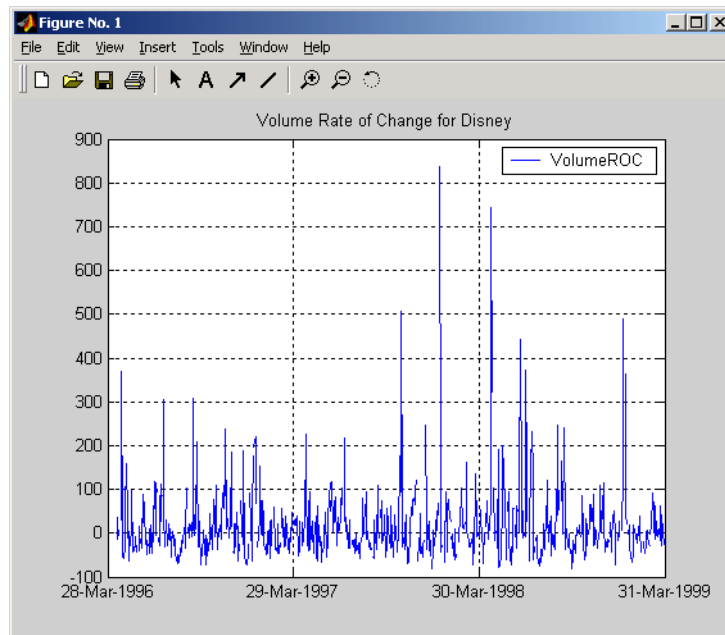 Figure No. 1
File Edit View Insert Tools Window Help
A
Volume Rate of Change for Disney
VolumeROC
900
800
700
600
500
400
300
200
100
0
-100
28-Mar-1996 29-Mar-1997 30-Mar-1998 31-Mar-1999